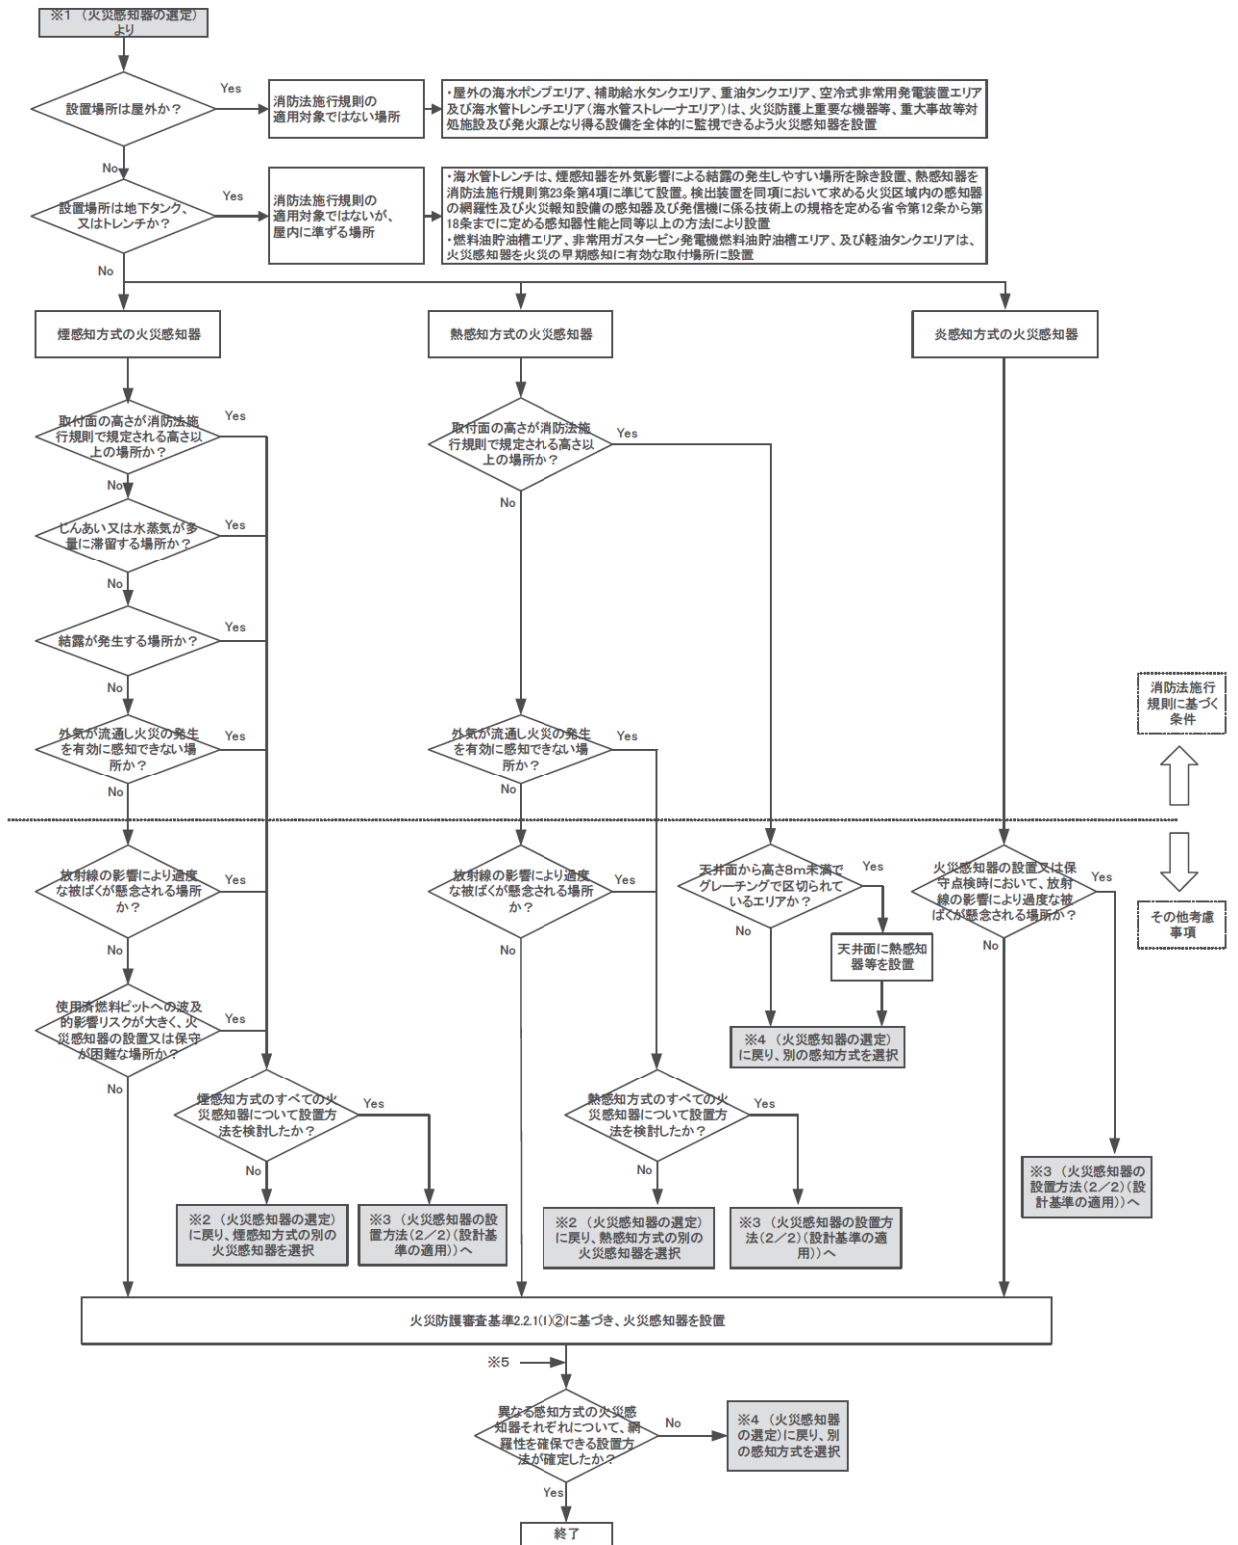 ※1 （火災感知器の選定）
より
設置場所は屋外か？
Yes
消防法施行規則の
適用対象ではない場所
・屋外の海水ポンプエリア、補助給水タンクエリア、重油タンクエリア、空冷式非常用発電装置エリア
及び海水管トレンチエリア（海水管ストレーナエリア）は、火災防護上重要な機器等、重大事故等対
処施設及び発火源となり得る設備を全体的に監視できるよう火災感知器を設置
No
設置場所は地下タンク、
又はトレンチか？
Yes
消防法施行規則の
適用対象ではないが、
屋内に準ずる場所
・海水管トレンチは、煙感知器を外気影響による結露の発生しやすい場所を除き設置、熱感知器を
消防法施行規則第23条第4項に準じて設置。検出装置を同項において求める火災区域内の感知器
の網羅性及び火災報知設備の感知器及び発信機に係る技術上の規格を定める省令第12条から第
18条までに定める感知器性能と同等以上の方法により設置
・燃料油貯油槽エリア、非常用ガスタービン発電機燃料油貯油槽エリア、及び軽油タンクエリアは、
火災感知器を火災の早期感知に有効な取付場所に設置
No
煙感知方式の火災感知器
熱感知方式の火災感知器
炎感知方式の火災感知器
取付面の高さが消防法施
行規則で規定される高さ以
上の場所か？
Yes
No
じんあい又は水蒸気が多
量に滞留する場所か？
Yes
No
結露が発生する場所か？
Yes
No
外気が流通し火災の発生
を有効に感知できない場
所か？
Yes
No
放射線の影響により過度
な被ばくが懸念される場所
か？
Yes
No
使用済燃料ピットへの波及
的影響リスクが大きく、火
災感知器の設置又は保守
が困難な場所か？
Yes
No
煙感知方式のすべての火
災感知器について設置方
法を検討したか？
Yes
No
※2 （火災感知器の選定）
に戻り、煙感知方式の別の
火災感知器を選択
※3 （火災感知器の設
置方法（2／2）（設計基
準の適用））へ
取付面の高さが消防法施
行規則で規定される高さ以
上の場所か？
Yes
No
外気が流通し火災の発生
を有効に感知できない場
所か？
Yes
No
放射線の影響により過度
な被ばくが懸念される場所
か？
Yes
No
天井面から高さ8m未満で
グレーチングで区切られて
いるエリアか？
Yes
No
天井面に熱感知
器等を設置
※4 （火災感知器の選定）
に戻り、別の感知方式を選択
熱感知方式のすべての火
災感知器について設置方
法を検討したか？
Yes
No
※2 （火災感知器の選定）
に戻り、熱感知方式の別の
火災感知器を選択
※3 （火災感知器の設置方
法（2／2）（設計基準の適
用））へ
火災感知器の設置又は保
守点検時において、放射
線の影響により過度な被
ばくが懸念される場所か？
Yes
No
※3 （火災感知器の
設置方法（2／2）（設
計基準の適用））へ
消防法施行
規則に基づく
条件
その他考慮
事項
火災防護審査基準2.2.1(1)②に基づき、火災感知器を設置
※5
異なる感知方式の火災感
知器それぞれについて、網
羅性を確保できる設置方
法が確定したか？
No
※4 （火災感知器
の選定）に戻り、別
の感知方式を選択
Yes
終了